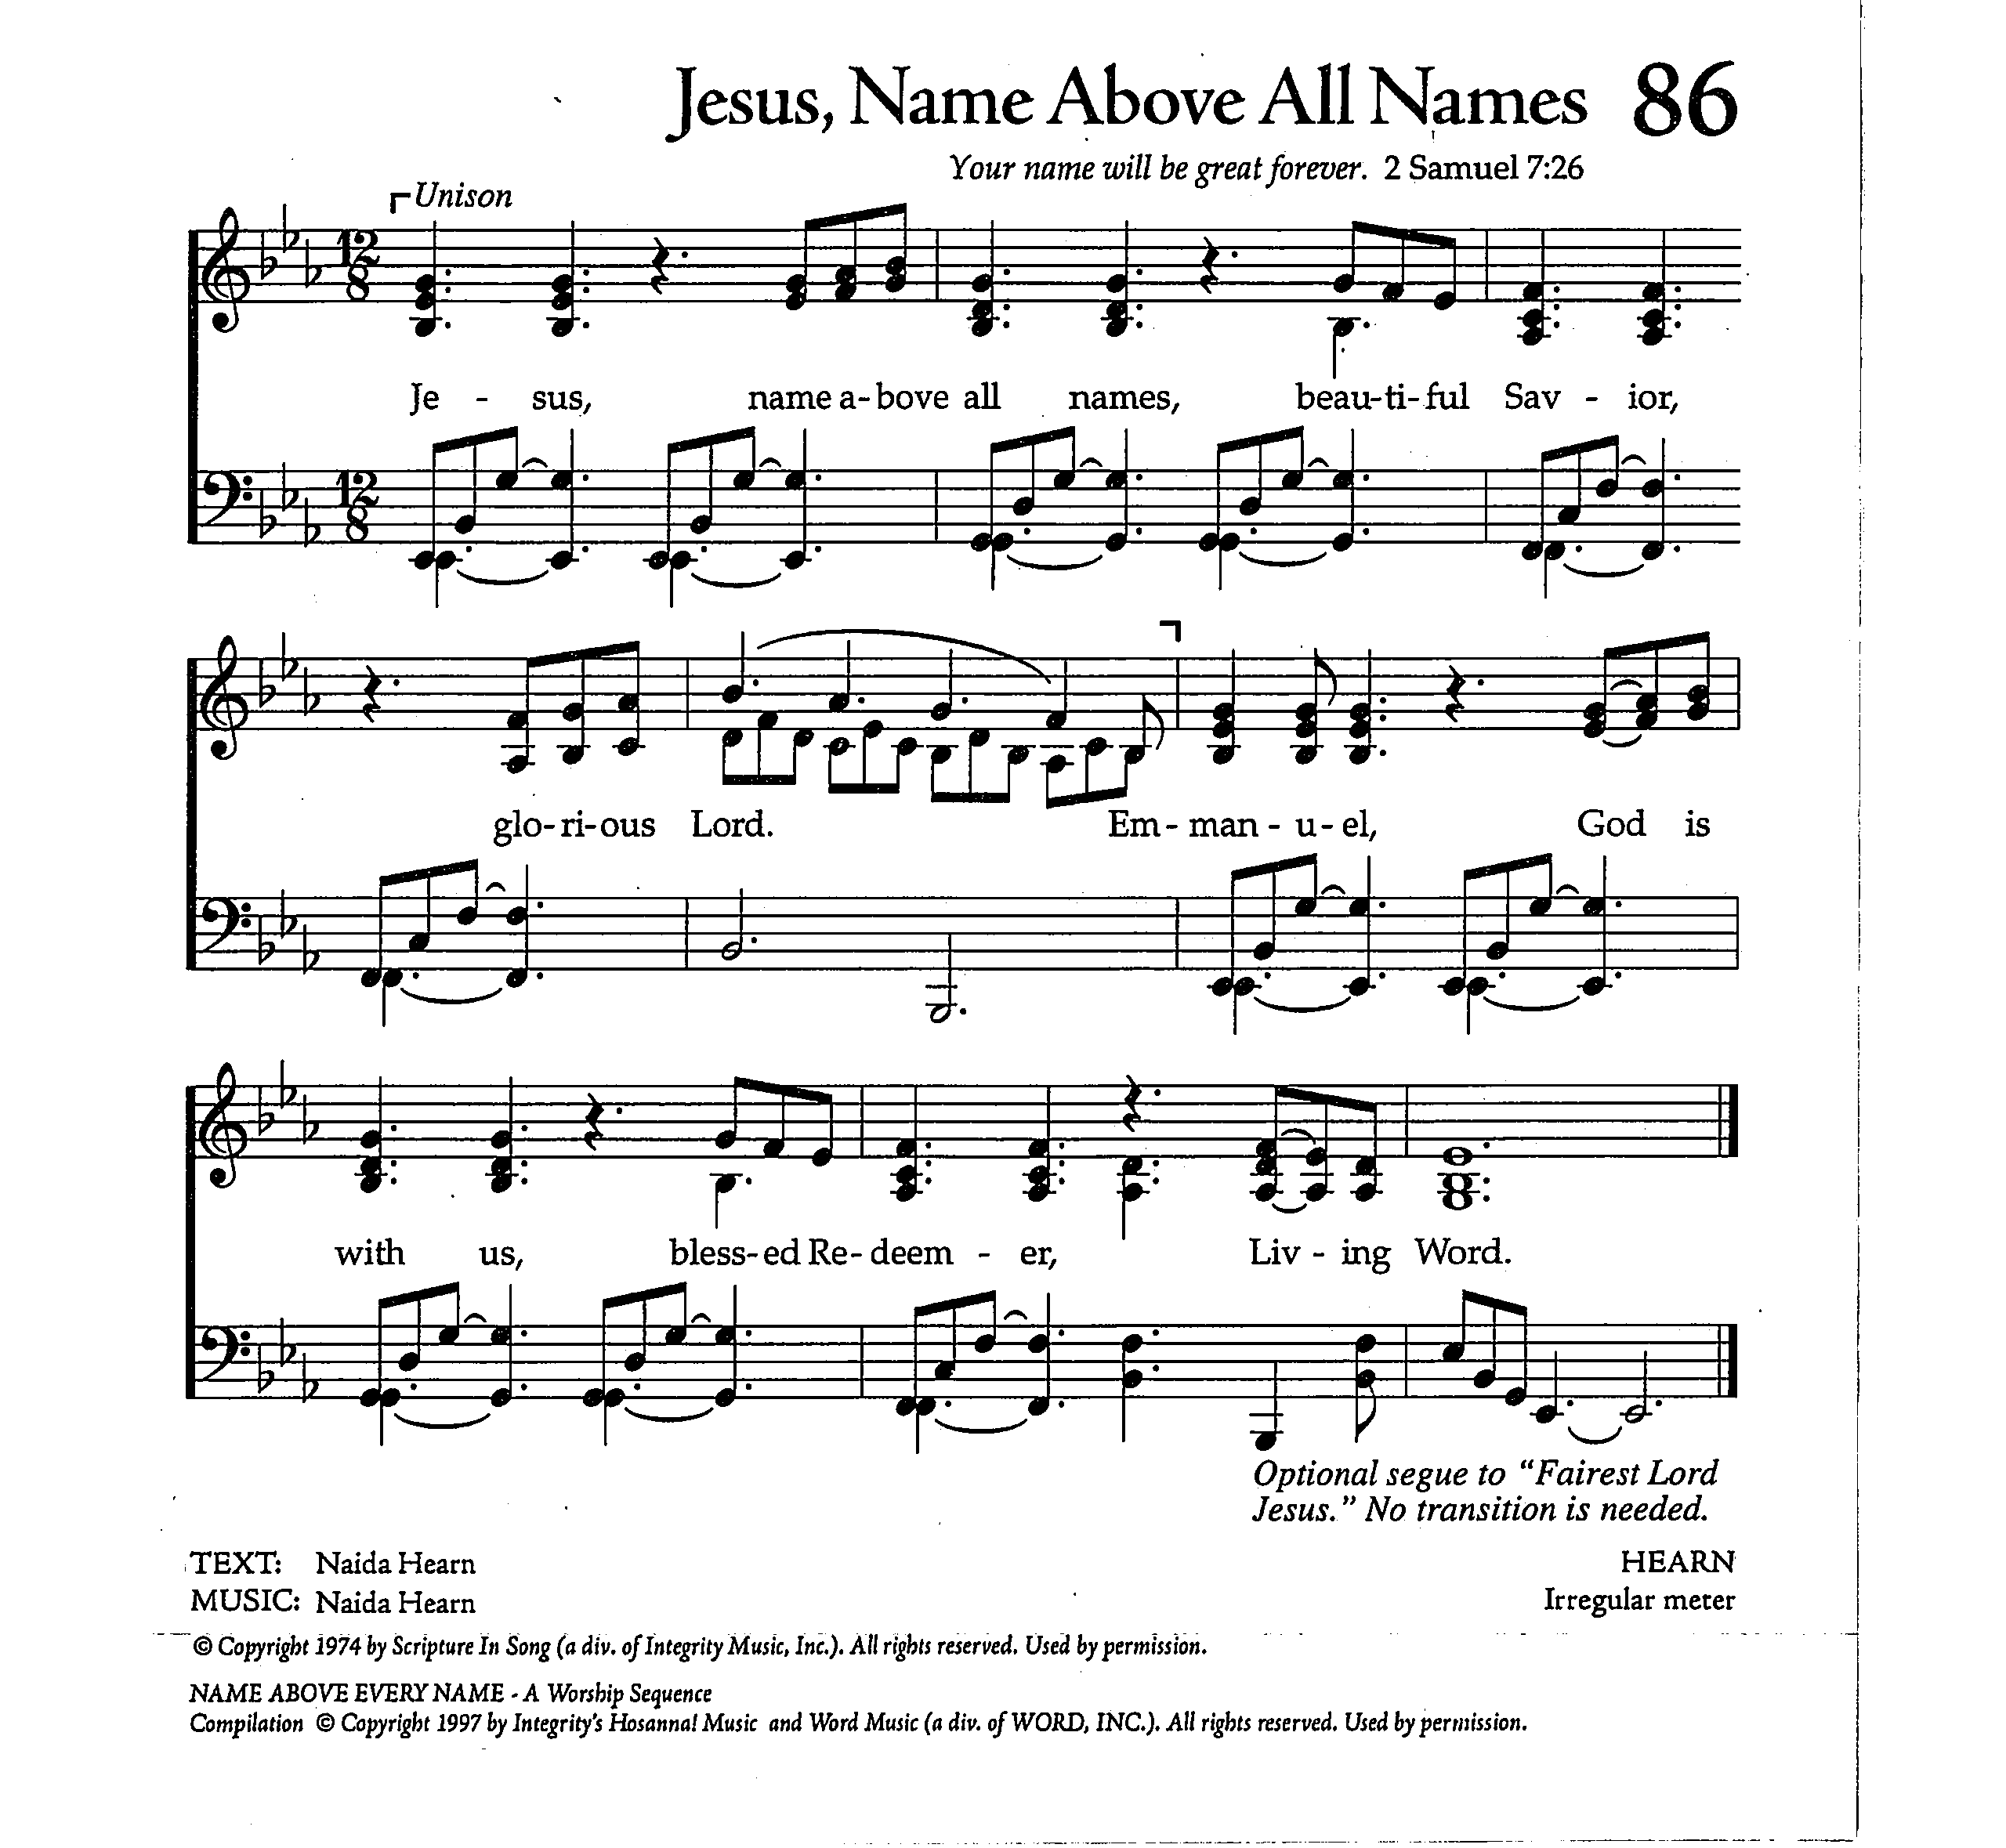 Jesus, Name Above All Names 86
Your name will be great forever. 2 Samuel 7:26
Unison
12
8
Je - sus, name a-bove all names, beau-ti-ful Sav - ior,
12
8
glo-ri-ous Lord. Em-man - u-el, God is
with us, bless-ed Re-deem - er, Liv - ing Word.
Optional segue to “Fairest Lord
Jesus.” No transition is needed.
TEXT: Naida Hearn HEARN
MUSIC: Naida Hearn Irregular meter
© Copyright 1974 by Scripture In Song (a div. of Integrity Music, Inc.). All rights reserved. Used by permission.
NAME ABOVE EVERY NAME - A Worship Sequence
Compilation © Copyright 1997 by Integrity's Hosanna! Music and Word Music (a div. of WORD, INC.). All rights reserved. Used by permission.